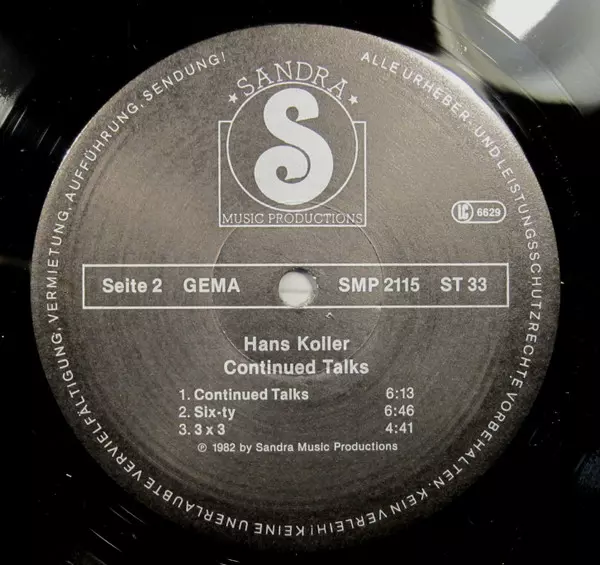 ALLE URHEBER- UND LEISTUNGSSCHUTZRECHTE VORBEHALTEN. KEIN VERLEIH! KEINE UNERLAUBTE VERVIELFÄLTIGUNG, VERMIETUNG, AUFFÜHRUNG, SENDUNG!
SANDRA
S
MUSIC PRODUCTIONS
LC 6629
Seite 2 GEMA SMP 2115 ST 33
Hans Koller
Continued Talks
1. Continued Talks 6:13
2. Six-ty 6:46
3. 3 x 3 4:41
℗ 1982 by Sandra Music Productions